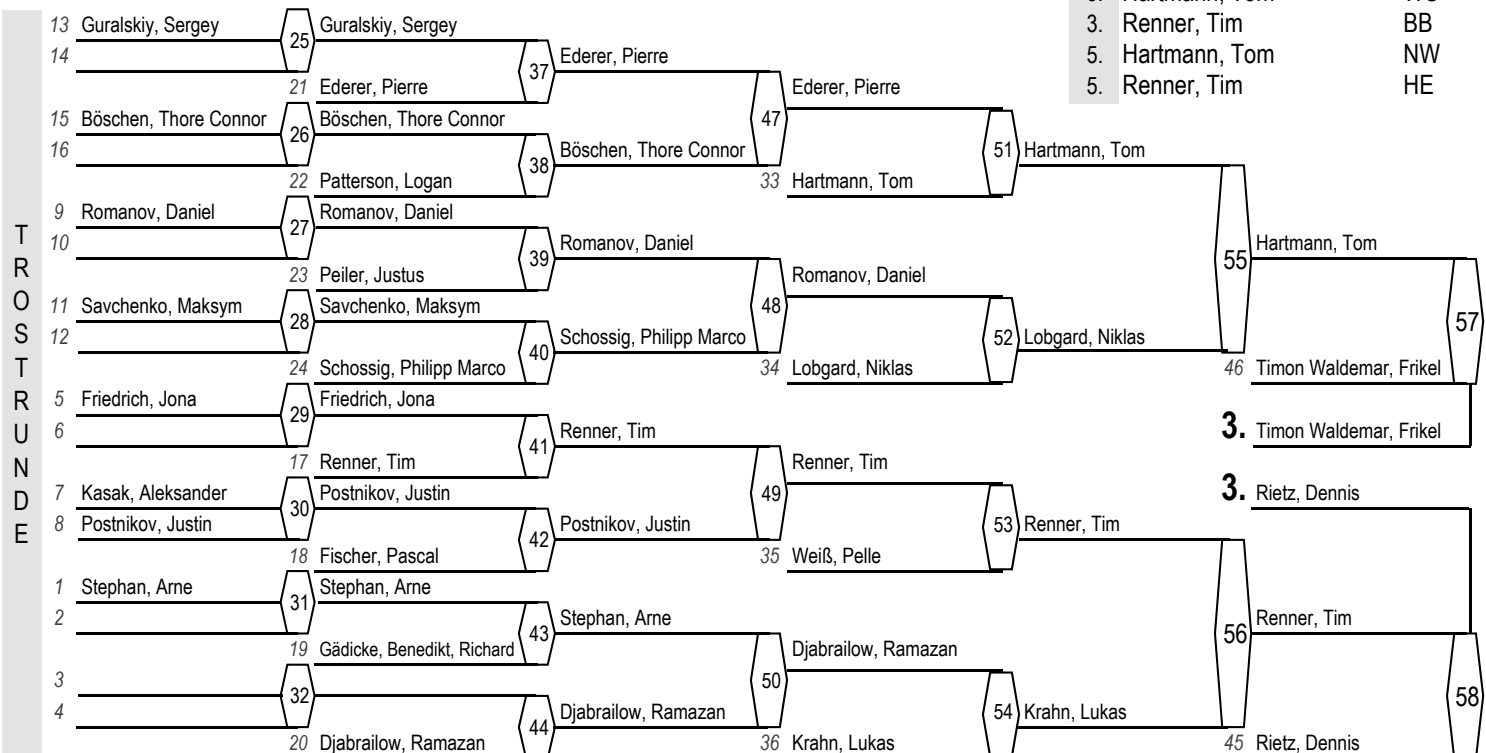 3. Hartmann, Tom
3. Renner, Tim BB
5. Hartmann, Tom NW
5. Renner, Tim HE
TROSTRUNDE
13 Guralskiy, Sergey 25 Guralskiy, Sergey
14 37 Ederer, Pierre
21 Ederer, Pierre 47 Ederer, Pierre
15 Böschen, Thore Connor 26 Böschen, Thore Connor
16 38 Böschen, Thore Connor 51 Hartmann, Tom
22 Patterson, Logan 33 Hartmann, Tom
9 Romanov, Daniel 27 Romanov, Daniel
10 39 Romanov, Daniel 55 Hartmann, Tom
23 Peiler, Justus 48 Romanov, Daniel
11 Savchenko, Maksym 28 Savchenko, Maksym 57
12 40 Schossig, Philipp Marco 52 Lobgard, Niklas
24 Schossig, Philipp Marco 34 Lobgard, Niklas 46 Timon Waldemar, Frikel
5 Friedrich, Jona 29 Friedrich, Jona
6 41 Renner, Tim 3. Timon Waldemar, Frikel
17 Renner, Tim 49 Renner, Tim
7 Kasak, Aleksander 30 Postnikov, Justin 3. Rietz, Dennis
8 Postnikov, Justin 42 Postnikov, Justin 53 Renner, Tim
18 Fischer, Pascal 35 Weiß, Pelle
1 Stephan, Arne 31 Stephan, Arne
2 43 Stephan, Arne 56 Renner, Tim
19 Gädicke, Benedikt, Richard 50 Djabrailow, Ramazan
3 32 58
4 44 Djabrailow, Ramazan 54 Krahn, Lukas
20 Djabrailow, Ramazan 36 Krahn, Lukas 45 Rietz, Dennis